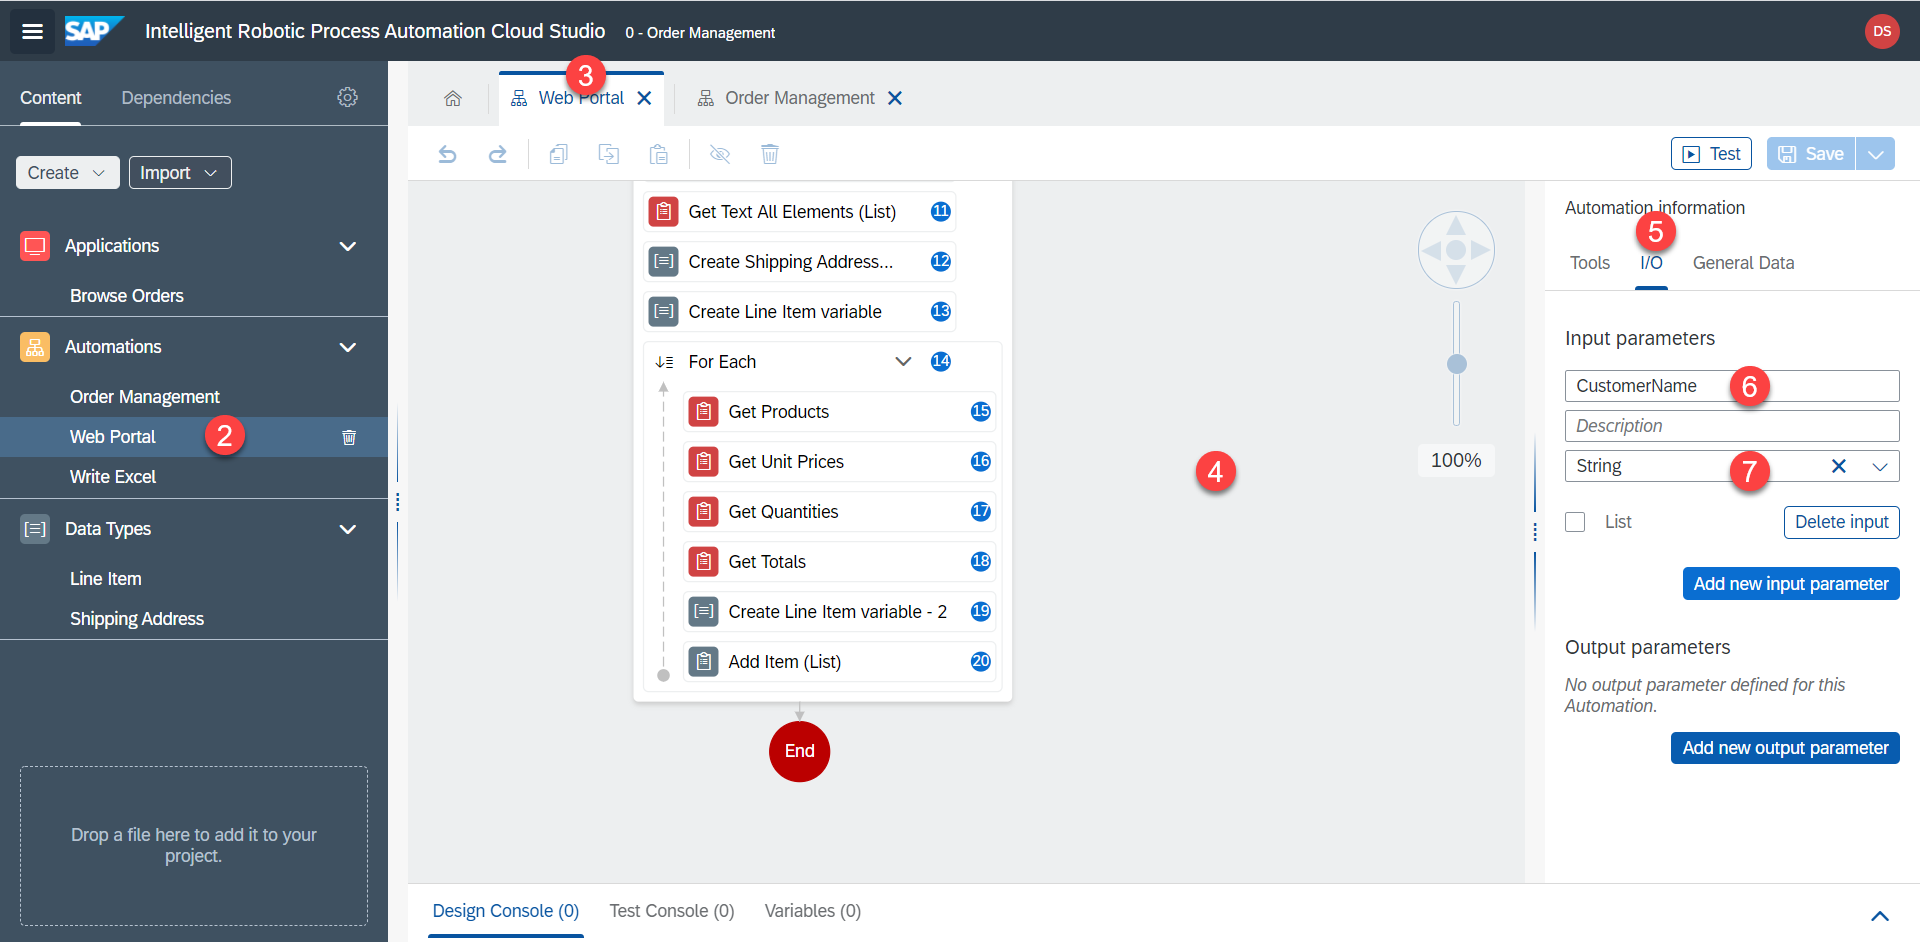 SAP Intelligent Robotic Process Automation Cloud Studio 0 - Order Management DS
Content Dependencies
Create Import
Applications
Browse Orders
Automations
Order Management
Web Portal 2
Write Excel
Data Types
Line Item
Shipping Address
Drop a file here to add it to your
project.
3
Web Portal Order Management
Test Save
Get Text All Elements (List) 11
Create Shipping Address... 12
Create Line Item variable 13
For Each 14
Get Products 15
Get Unit Prices 16
Get Quantities 17
Get Totals 18
Create Line Item variable - 2 19
Add Item (List) 20
End
4
100%
Automation information
5
Tools I/O General Data
Input parameters
CustomerName 6
Description
String 7
List Delete input
Add new input parameter
Output parameters
No output parameter defined for this
Automation.
Add new output parameter
Design Console (0) Test Console (0) Variables (0)